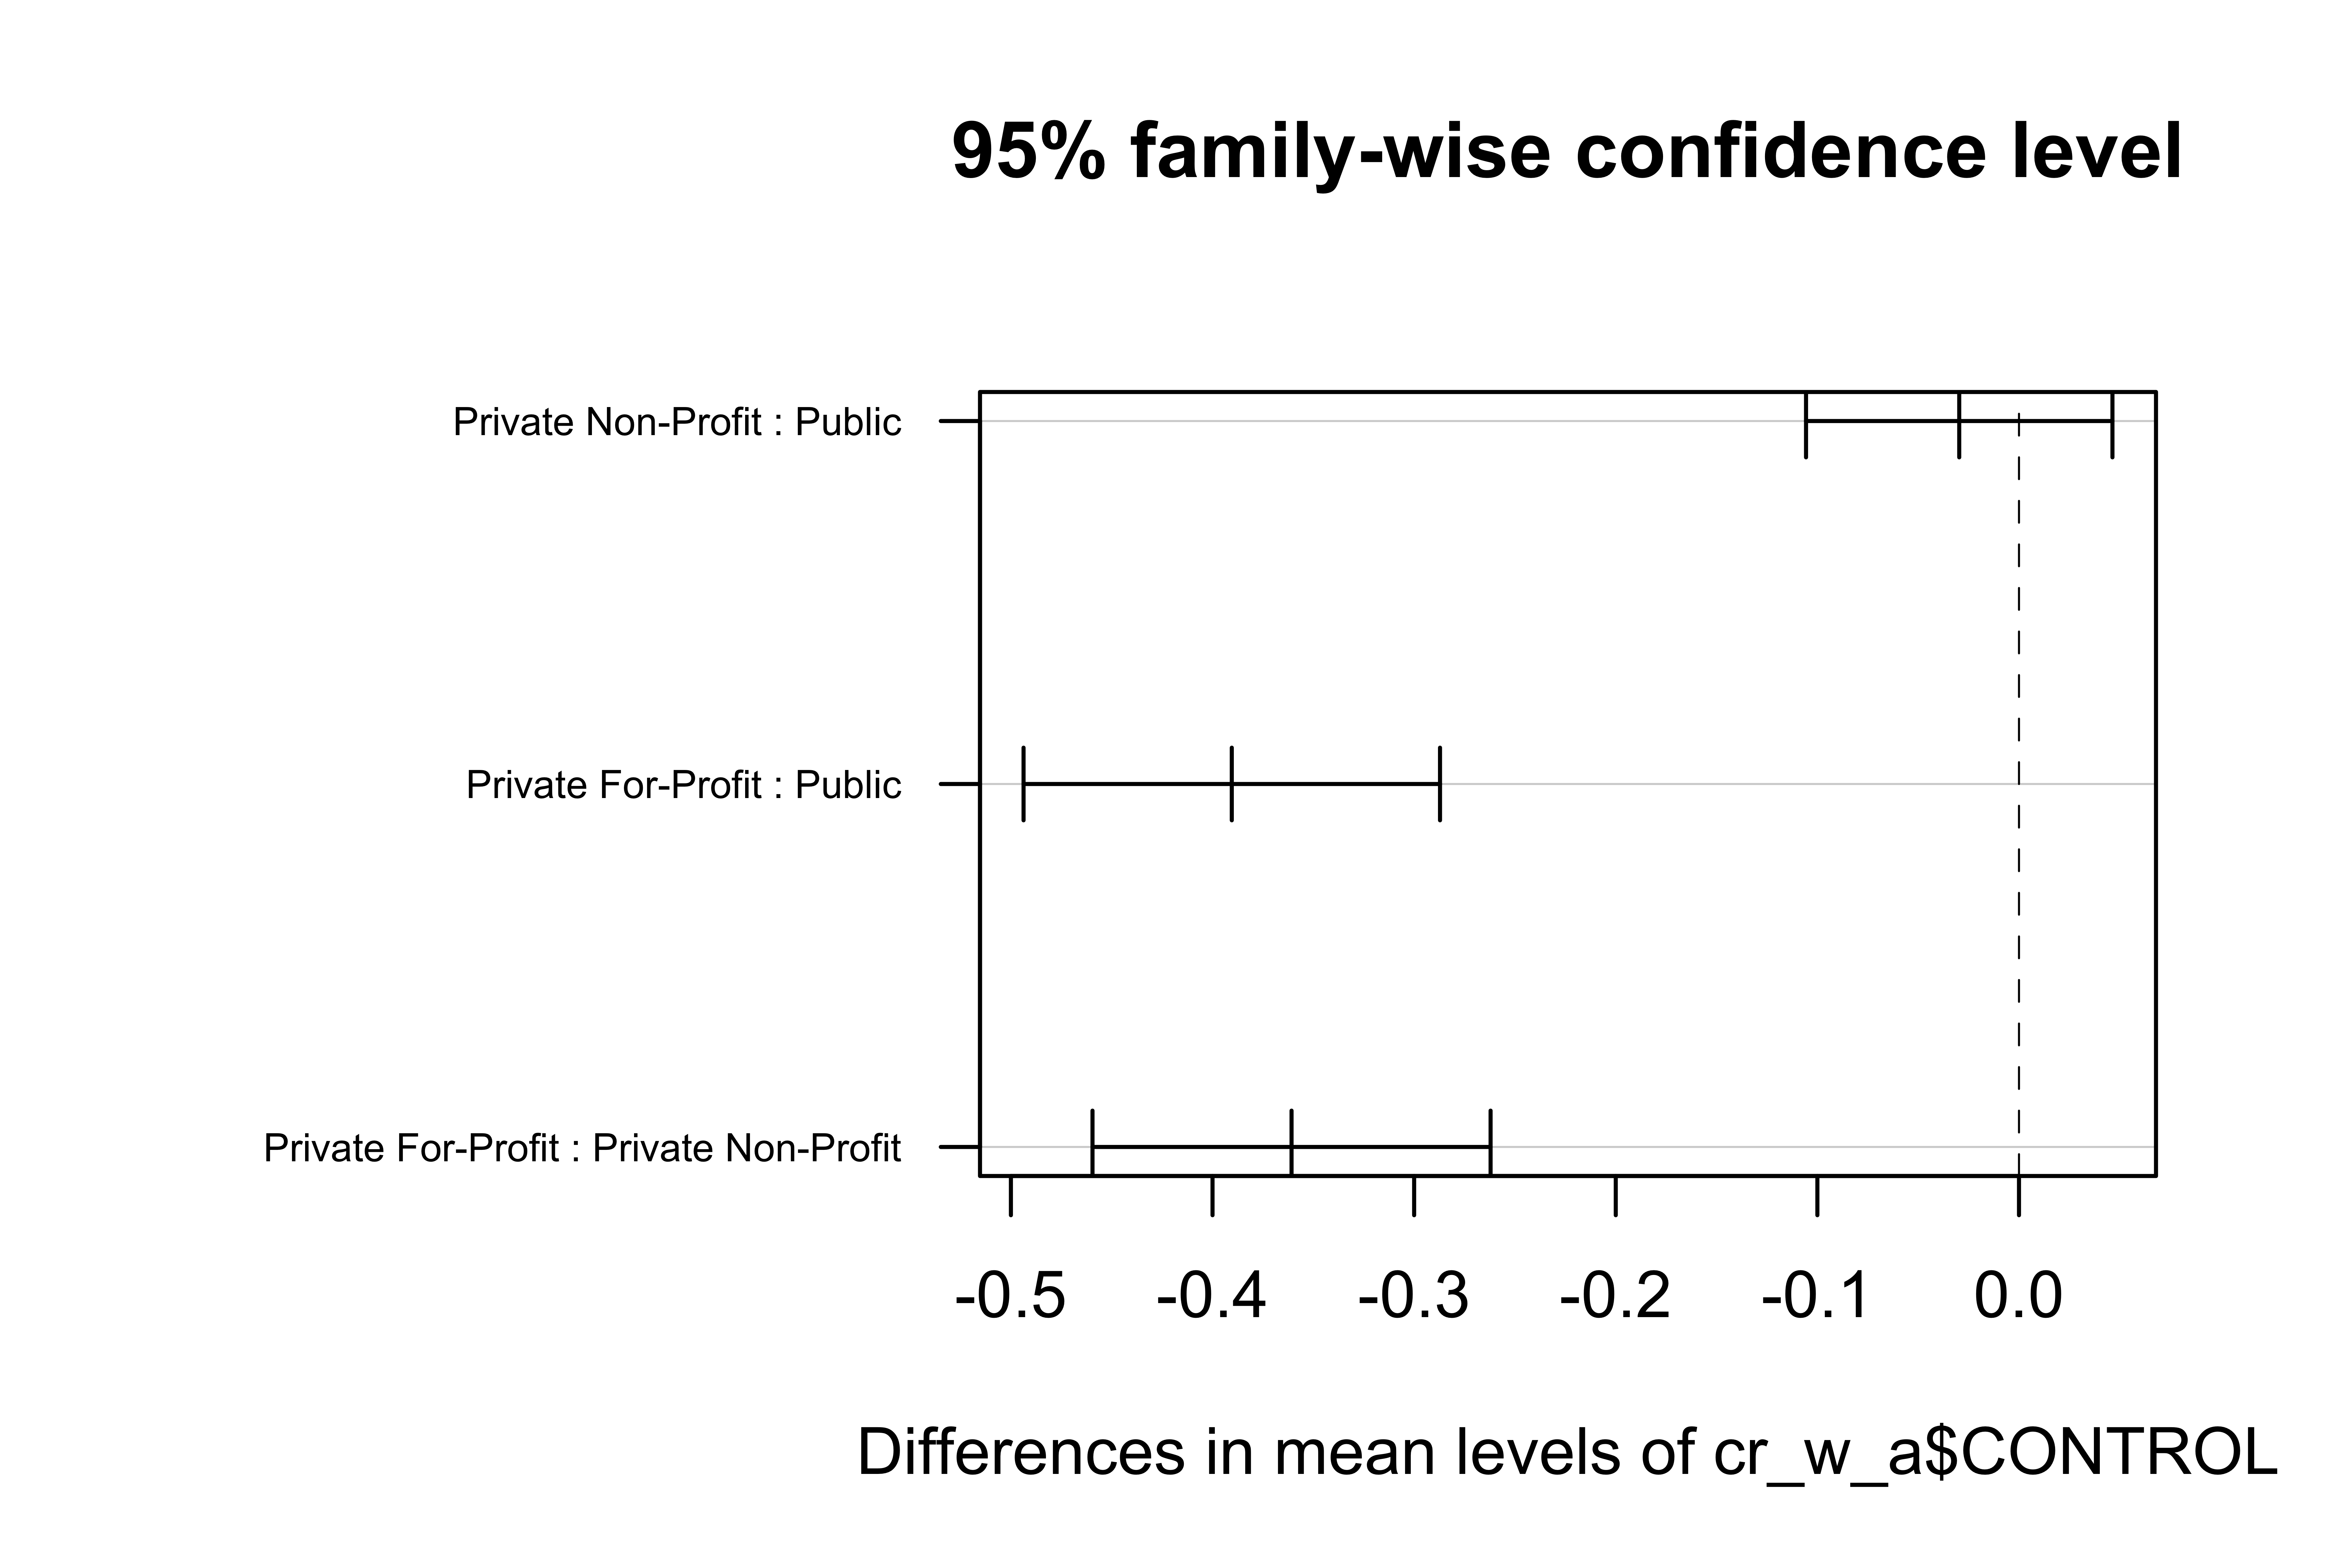 95% family-wise confidence level
Private Non-Profit : Public
Private For-Profit : Public
Private For-Profit : Private Non-Profit
-0.5 -0.4 -0.3 -0.2 -0.1 0.0
Differences in mean levels of cr_w_a$CONTROL